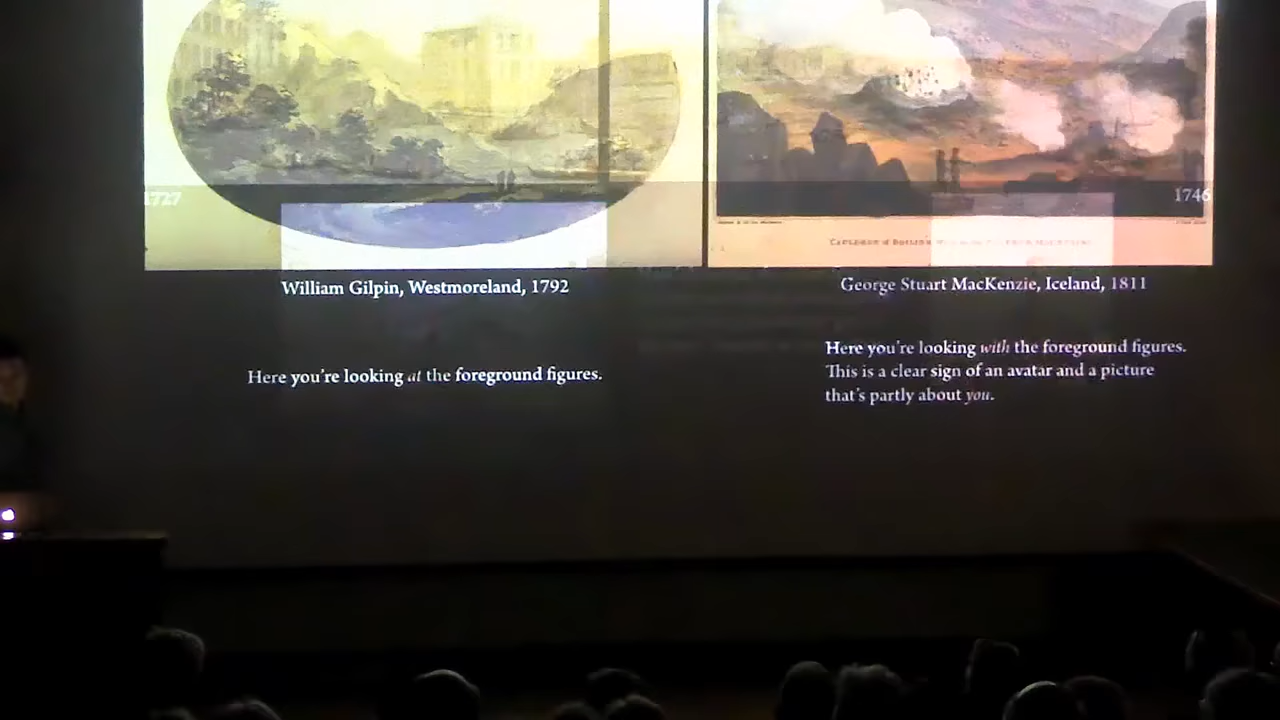 1727
1746
William Gilpin, Westmoreland, 1792
George Stuart MacKenzie, Iceland, 1811
Here you're looking at the foreground figures.
Here you're looking with the foreground figures.
This is a clear sign of an avatar and a picture
that's partly about you.